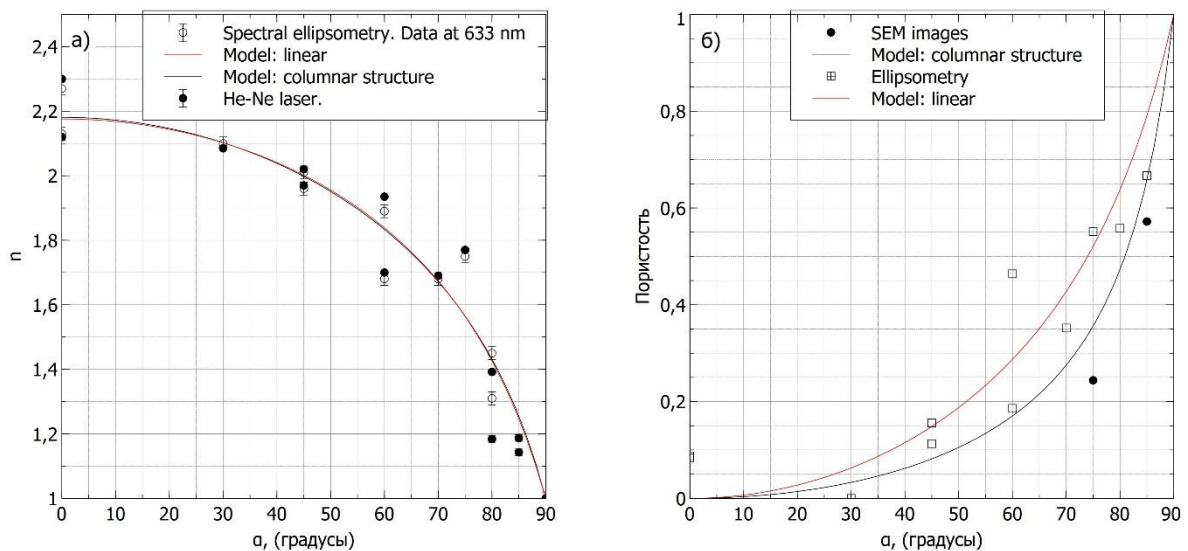 а)
Spectral ellipsometry. Data at 633 nm
Model: linear
Model: columnar structure
He-Ne laser.
2,4
2,2
2
1,8
1,6
1,4
1,2
1
n
0 10 20 30 40 50 60 70 80 90
α, (градусы)
б)
SEM images
Model: columnar structure
Ellipsometry
Model: linear
1
0,8
0,6
0,4
0,2
0
Пористость
0 10 20 30 40 50 60 70 80 90
α, (градусы)